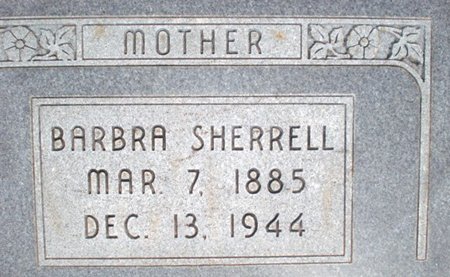 MOTHER
BARBRA SHERRELL
MAR. 7, 1885
DEC. 13, 1944